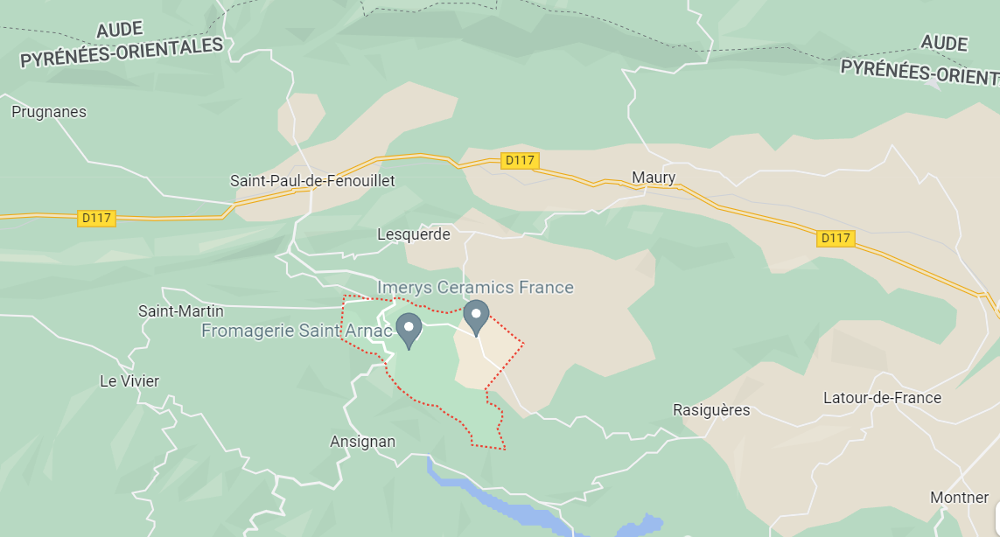 AUDE
PYRÉNÉES-ORIENTALES
AUDE
PYRÉNÉES-ORIENT
Prugnanes
D117
Saint-Paul-de-Fenouillet
Maury
D117
Lesquerde
D117
Imerys Ceramics France
Saint-Martin
Fromagerie Saint Arnac
Le Vivier
Latour-de-France
Rasiguères
Ansignan
Montner